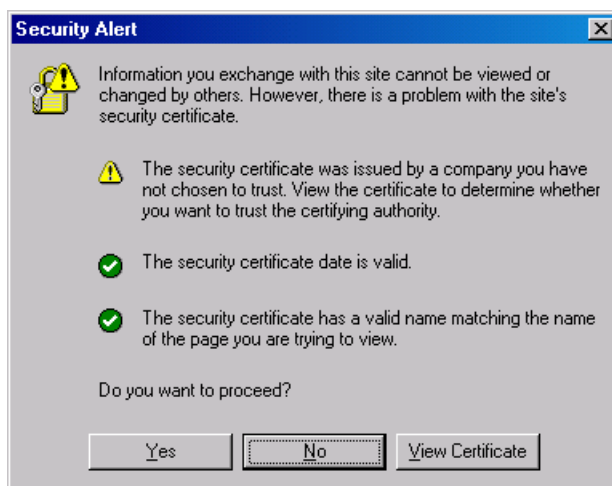 Security Alert
Information you exchange with this site cannot be viewed or
changed by others. However, there is a problem with the site's
security certificate.
The security certificate was issued by a company you have
not chosen to trust. View the certificate to determine whether
you want to trust the certifying authority.
The security certificate date is valid.
The security certificate has a valid name matching the name
of the page you are trying to view.
Do you want to proceed?
Yes No View Certificate